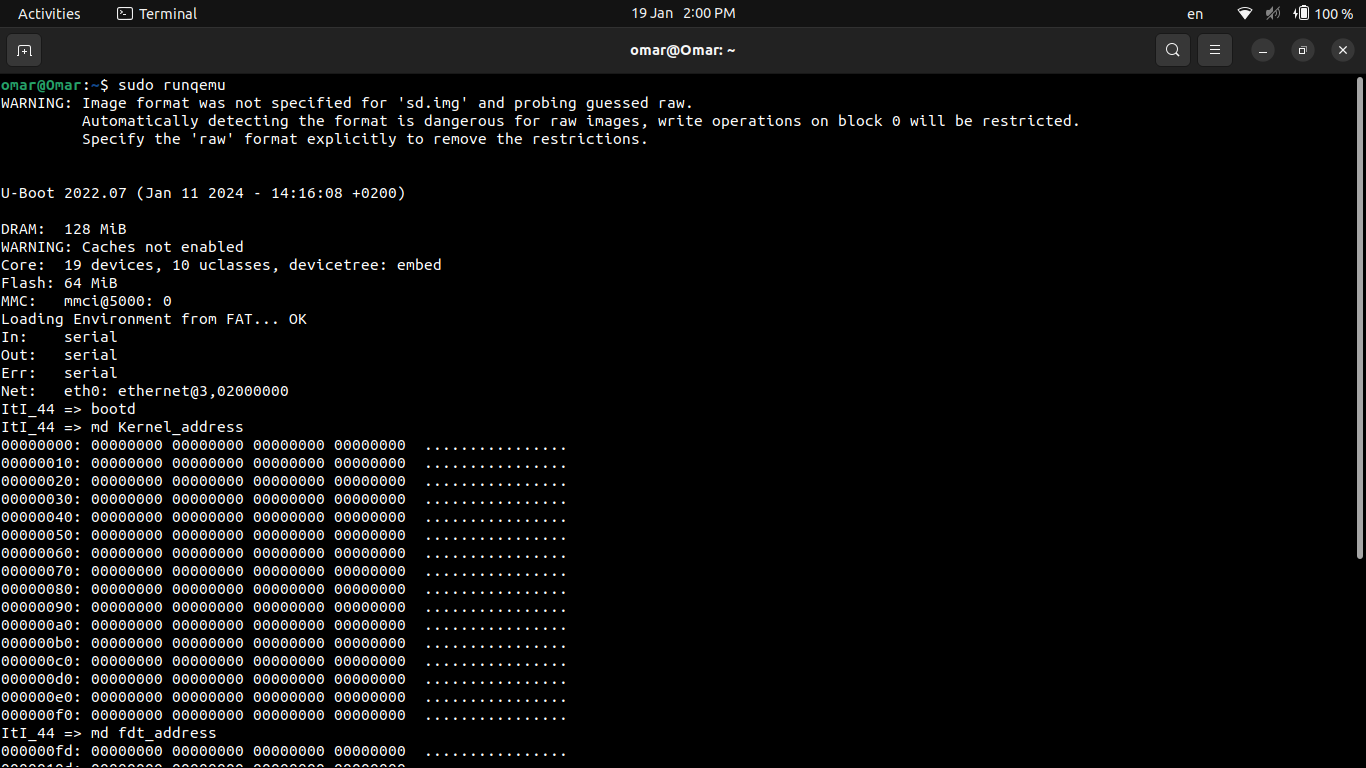 Activities Terminal 19 Jan 2:00 PM en 100 %
omar@Omar: ~
omar@Omar:~$ sudo runqemu
WARNING: Image format was not specified for 'sd.img' and probing guessed raw.
Automatically detecting the format is dangerous for raw images, write operations on block 0 will be restricted.
Specify the 'raw' format explicitly to remove the restrictions.
U-Boot 2022.07 (Jan 11 2024 - 14:16:08 +0200)
DRAM:  128 MiB
WARNING: Caches not enabled
Core:  19 devices, 10 uclasses, devicetree: embed
Flash: 64 MiB
MMC:   mmci@5000: 0
Loading Environment from FAT... OK
In:    serial
Out:   serial
Err:   serial
Net:   eth0: ethernet@3,02000000
ItI_44 => bootd
ItI_44 => md Kernel_address
00000000: 00000000 00000000 00000000 00000000  ................
00000010: 00000000 00000000 00000000 00000000  ................
00000020: 00000000 00000000 00000000 00000000  ................
00000030: 00000000 00000000 00000000 00000000  ................
00000040: 00000000 00000000 00000000 00000000  ................
00000050: 00000000 00000000 00000000 00000000  ................
00000060: 00000000 00000000 00000000 00000000  ................
00000070: 00000000 00000000 00000000 00000000  ................
00000080: 00000000 00000000 00000000 00000000  ................
00000090: 00000000 00000000 00000000 00000000  ................
000000a0: 00000000 00000000 00000000 00000000  ................
000000b0: 00000000 00000000 00000000 00000000  ................
000000c0: 00000000 00000000 00000000 00000000  ................
000000d0: 00000000 00000000 00000000 00000000  ................
000000e0: 00000000 00000000 00000000 00000000  ................
000000f0: 00000000 00000000 00000000 00000000  ................
ItI_44 => md fdt_address
000000fd: 00000000 00000000 00000000 00000000  ................